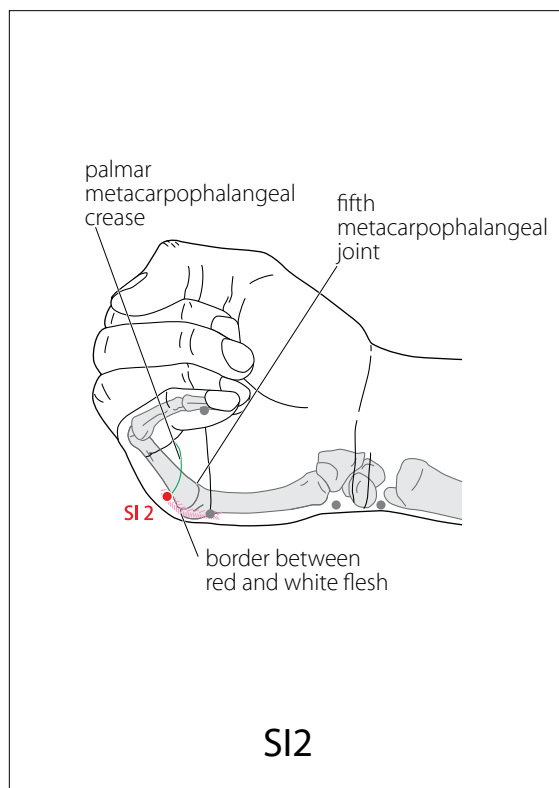 palmar
metacarpophalangeal
crease
fifth
metacarpophalangeal
joint
SI 2
border between
red and white flesh
SI2